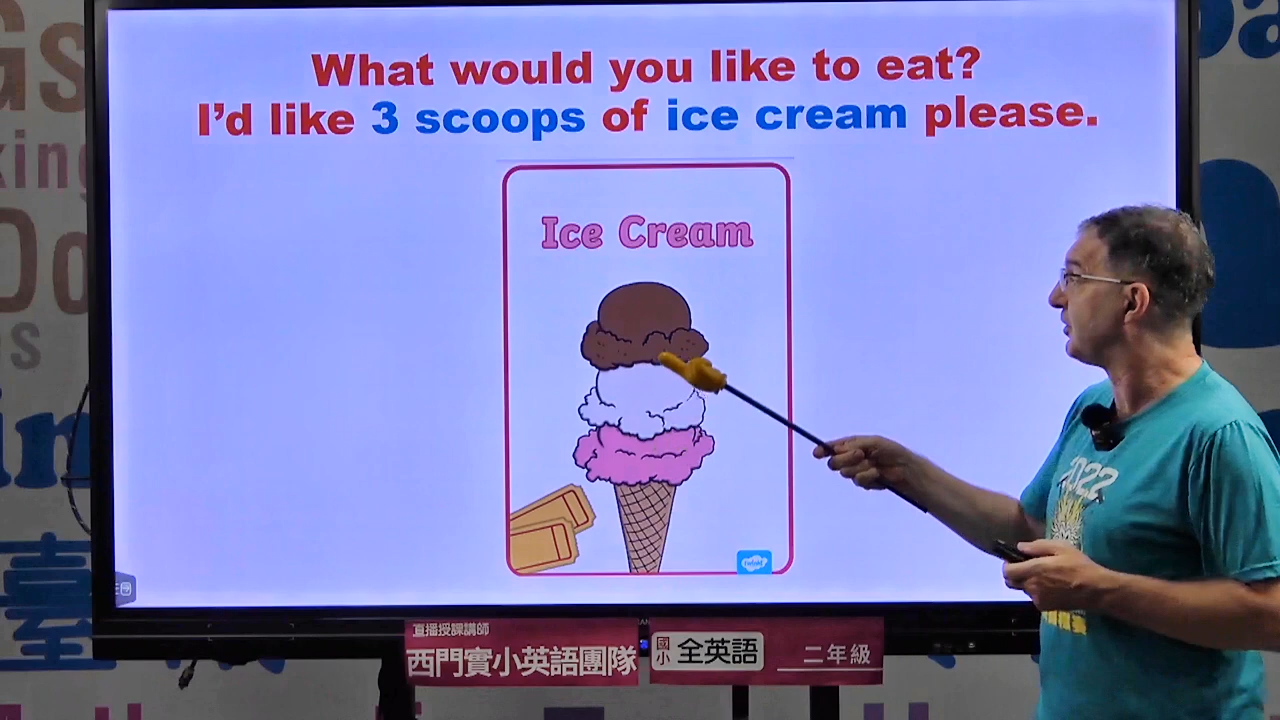 What would you like to eat?
I'd like 3 scoops of ice cream please.
Ice Cream
twinkl
2022
直播授課講師
西門實小英語團隊
國小
全英語
二年級
臺